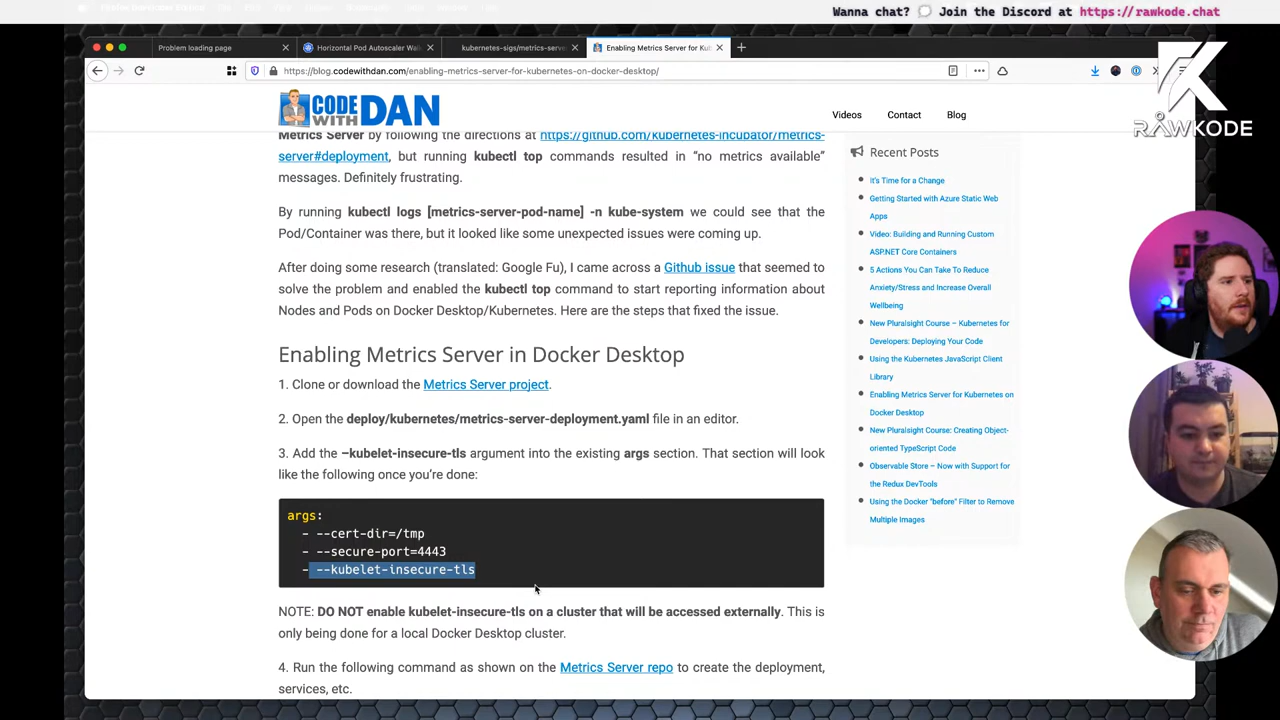 Wanna chat? 💬 Join the Discord at https://rawkode.chat
Problem loading page
Horizontal Pod Autoscaler Wal
kubernetes-sigs/metrics-serve
Enabling Metrics Server for Kub
https://blog.codewithdan.com/enabling-metrics-server-for-kubernetes-on-docker-desktop/
RAWKODE
CODE WITH DAN
Videos
Contact
Blog
Metrics Server by following the directions at https://github.com/kubernetes-incubator/metrics-
server#deployment, but running kubectl top commands resulted in “no metrics available”
messages. Definitely frustrating.
By running kubectl logs [metrics-server-pod-name] -n kube-system we could see that the
Pod/Container was there, but it looked like some unexpected issues were coming up.
After doing some research (translated: Google Fu), I came across a Github issue that seemed to
solve the problem and enabled the kubectl top command to start reporting information about
Nodes and Pods on Docker Desktop/Kubernetes. Here are the steps that fixed the issue.
Enabling Metrics Server in Docker Desktop
1. Clone or download the Metrics Server project.
2. Open the deploy/kubernetes/metrics-server-deployment.yaml file in an editor.
3. Add the –kubelet-insecure-tls argument into the existing args section. That section will look
like the following once you’re done:
args:
- --cert-dir=/tmp
- --secure-port=4443
- --kubelet-insecure-tls
NOTE: DO NOT enable kubelet-insecure-tls on a cluster that will be accessed externally. This is
only being done for a local Docker Desktop cluster.
4. Run the following command as shown on the Metrics Server repo to create the deployment,
services, etc.
Recent Posts
It’s Time for a Change
Getting Started with Azure Static Web
Apps
Video: Building and Running Custom
ASP.NET Core Containers
5 Actions You Can Take To Reduce
Anxiety/Stress and Increase Overall
Wellbeing
New Pluralsight Course – Kubernetes for
Developers: Deploying Your Code
Using the Kubernetes JavaScript Client
Library
Enabling Metrics Server for Kubernetes on
Docker Desktop
New Pluralsight Course: Creating Object-
oriented TypeScript Code
Observable Store – Now with Support for
the Redux DevTools
Using the Docker “before” Filter to Remove
Multiple Images